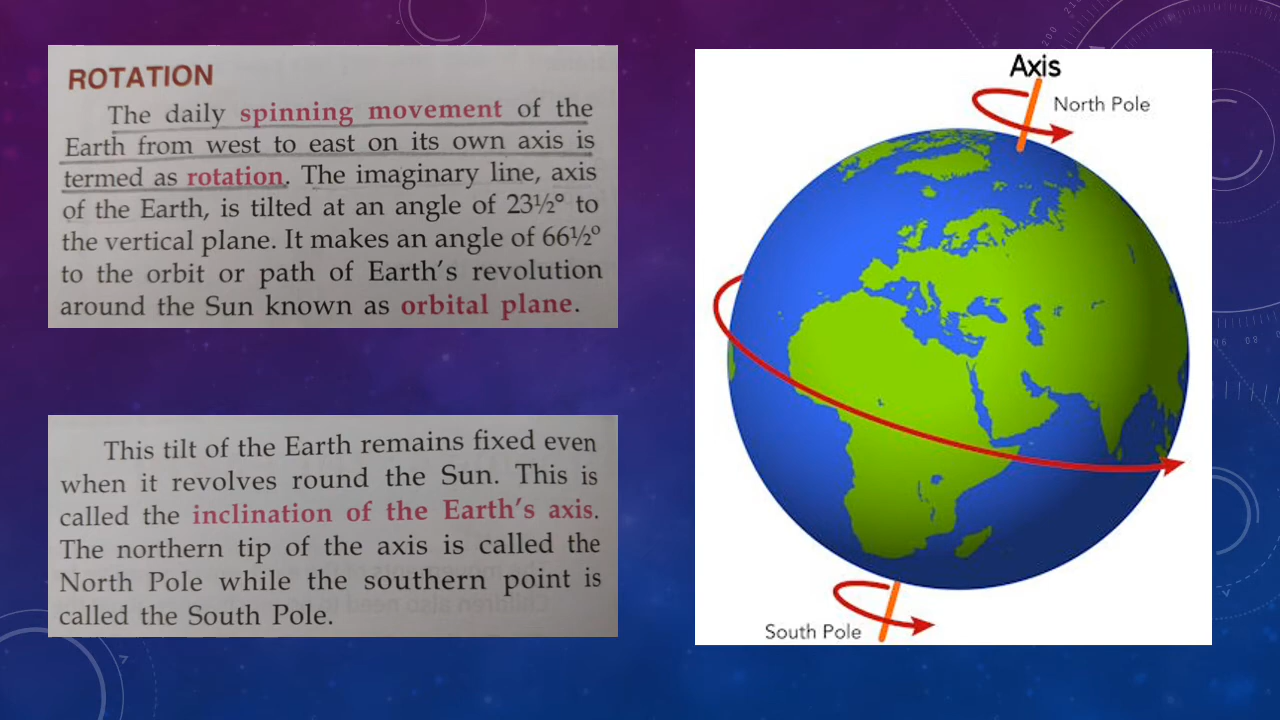 ROTATION
The daily spinning movement of the
Earth from west to east on its own axis is
termed as rotation. The imaginary line, axis
of the Earth, is tilted at an angle of 23½° to
the vertical plane. It makes an angle of 66½°
to the orbit or path of Earth's revolution
around the Sun known as orbital plane.
This tilt of the Earth remains fixed even
when it revolves round the Sun. This is
called the inclination of the Earth's axis.
The northern tip of the axis is called the
North Pole while the southern point is
called the South Pole.
Axis
North Pole
South Pole